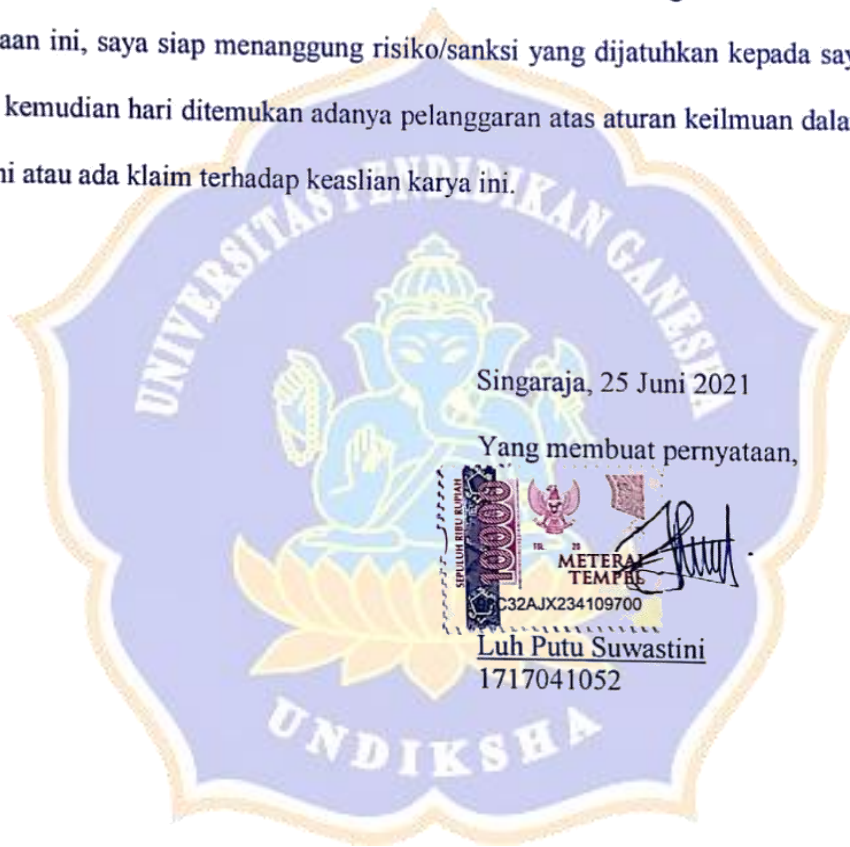 aan ini, saya siap menanggung risiko/sanksi yang dijatuhkan kepada say
kemudian hari ditemukan adanya pelanggaran atas aturan keilmuan dala
ni atau ada klaim terhadap keaslian karya ini.
UNIVERSITAS PENDIDIKAN GANESHA
Singaraja, 25 Juni 2021
Yang membuat pernyataan,
SEPULUH RIBU RUPIAH
10000
TGL. 20
METERAI
TEMPEL
C32AJX234109700
Luh Putu Suwastini
1717041052
UNDIKSHA